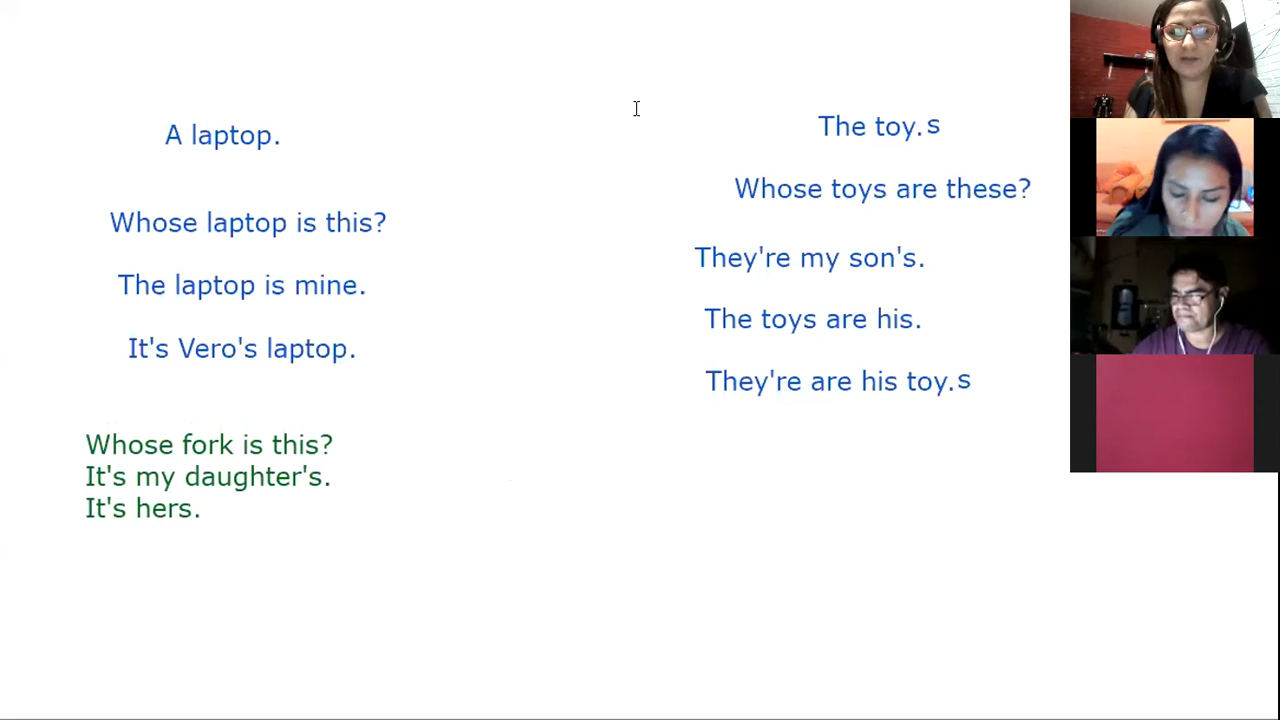 A laptop.
Whose laptop is this?
The laptop is mine.
It's Vero's laptop.
Whose fork is this?
It's my daughter's.
It's hers.
The toy.s
Whose toys are these?
They're my son's.
The toys are his.
They're are his toy.s